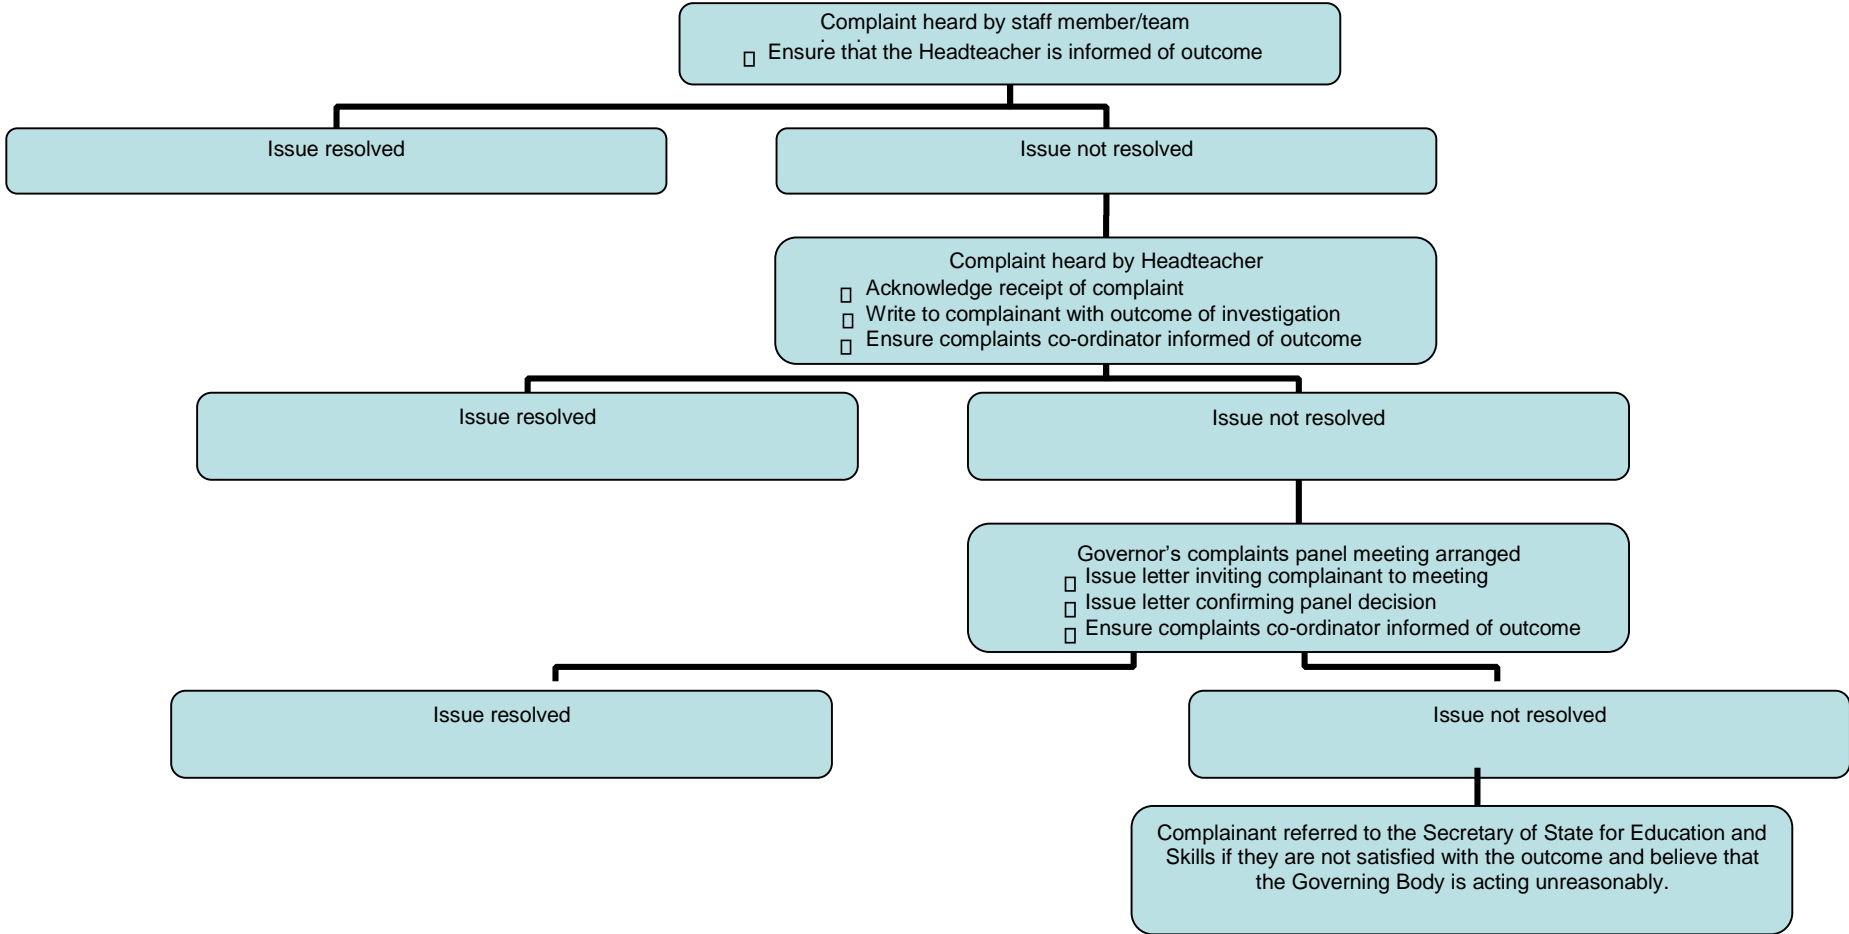 Complaint heard by staff member/team
Ensure that the Headteacher is informed of outcome
Issue resolved
Issue not resolved
Complaint heard by Headteacher
Acknowledge receipt of complaint
Write to complainant with outcome of investigation
Ensure complaints co-ordinator informed of outcome
Issue resolved
Issue not resolved
Governor’s complaints panel meeting arranged
Issue letter inviting complainant to meeting
Issue letter confirming panel decision
Ensure complaints co-ordinator informed of outcome
Issue resolved
Issue not resolved
Complainant referred to the Secretary of State for Education and
Skills if they are not satisfied with the outcome and believe that
the Governing Body is acting unreasonably.